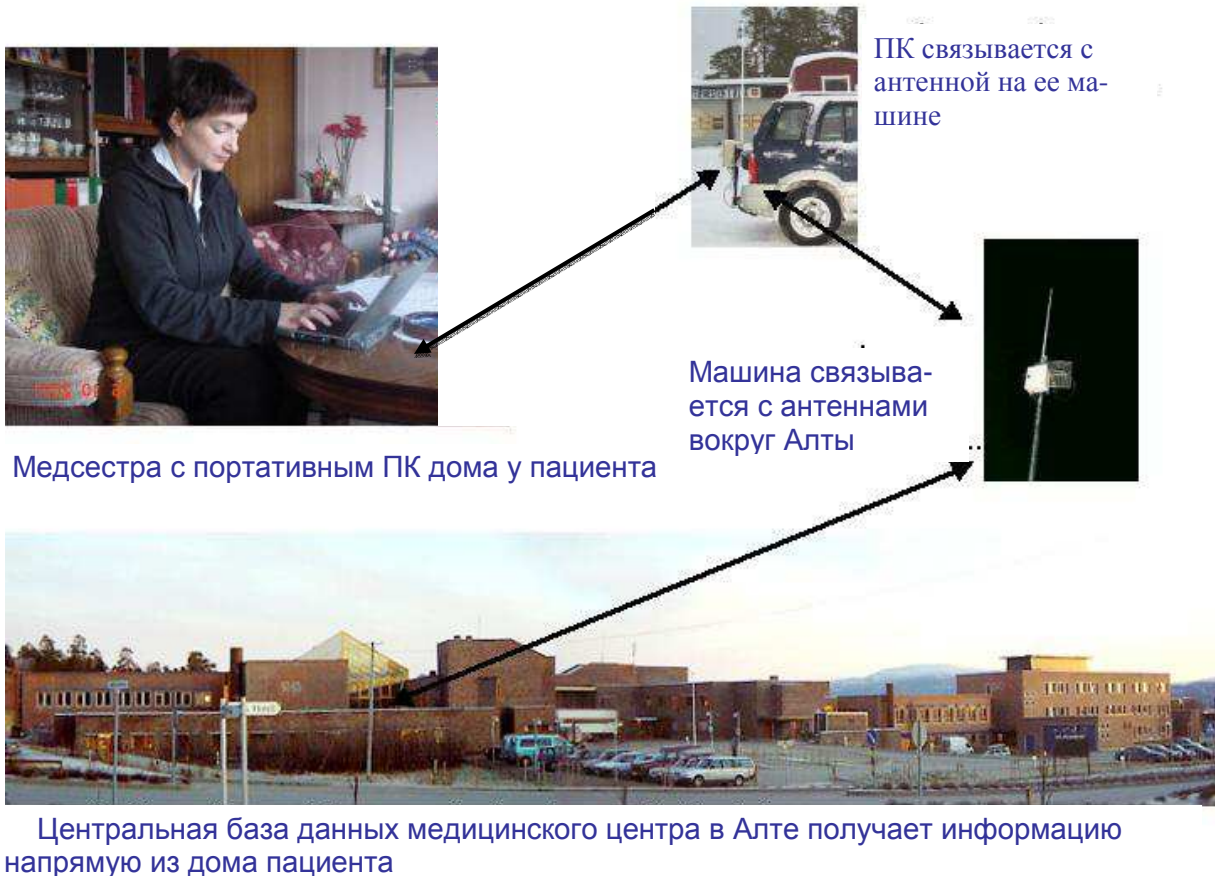 ПК связывается с
антенной на ее ма-
шине
Машина связыва-
ется с антеннами
вокруг Алты
Медсестра с портативным ПК дома у пациента
Центральная база данных медицинского центра в Алте получает информацию
напрямую из дома пациента